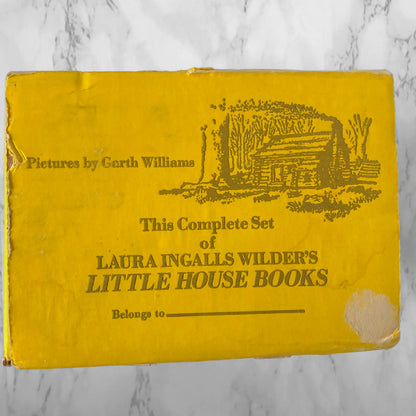 Pictures by Garth Williams
This Complete Set
of
LAURA INGALLS WILDER'S
LITTLE HOUSE BOOKS
Belongs to